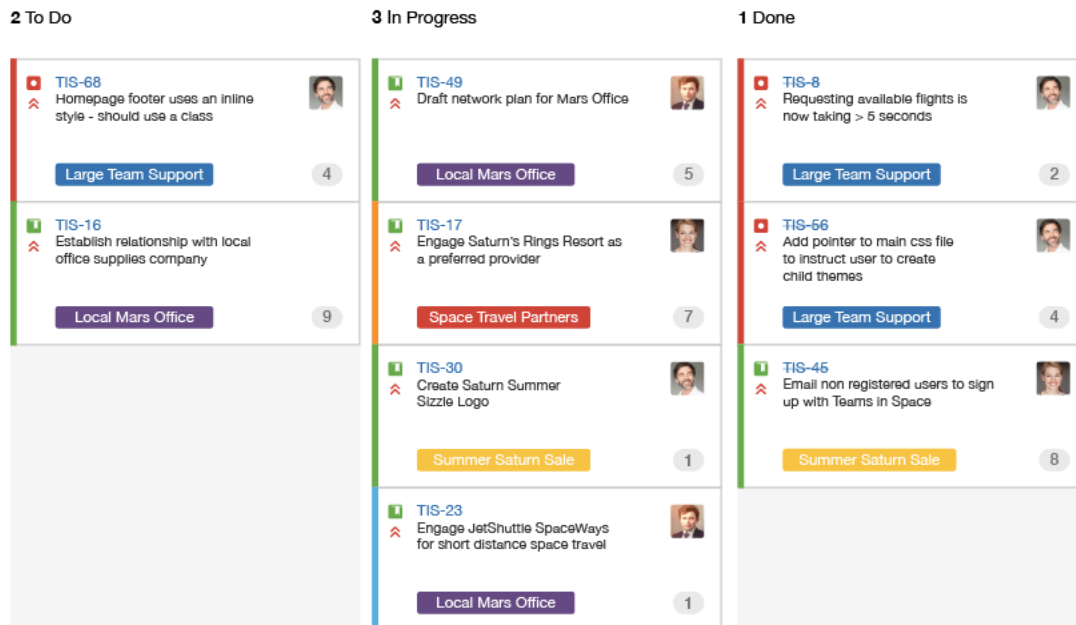 2 To Do
TIS-68
Homepage footer uses an inline
style - should use a class
Large Team Support
4
TIS-16
Establish relationship with local
office supplies company
Local Mars Office
9
3 In Progress
TIS-49
Draft network plan for Mars Office
Local Mars Office
5
TIS-17
Engage Saturn's Rings Resort as
a preferred provider
Space Travel Partners
7
TIS-30
Create Saturn Summer
Sizzle Logo
Summer Saturn Sale
1
TIS-23
Engage JetShuttle SpaceWays
for short distance space travel
Local Mars Office
1
1 Done
TIS-8
Requesting available flights is
now taking > 5 seconds
Large Team Support
2
TIS-56
Add pointer to main css file
to instruct user to create
child themes
Large Team Support
4
TIS-45
Email non registered users to sign
up with Teams in Space
Summer Saturn Sale
8